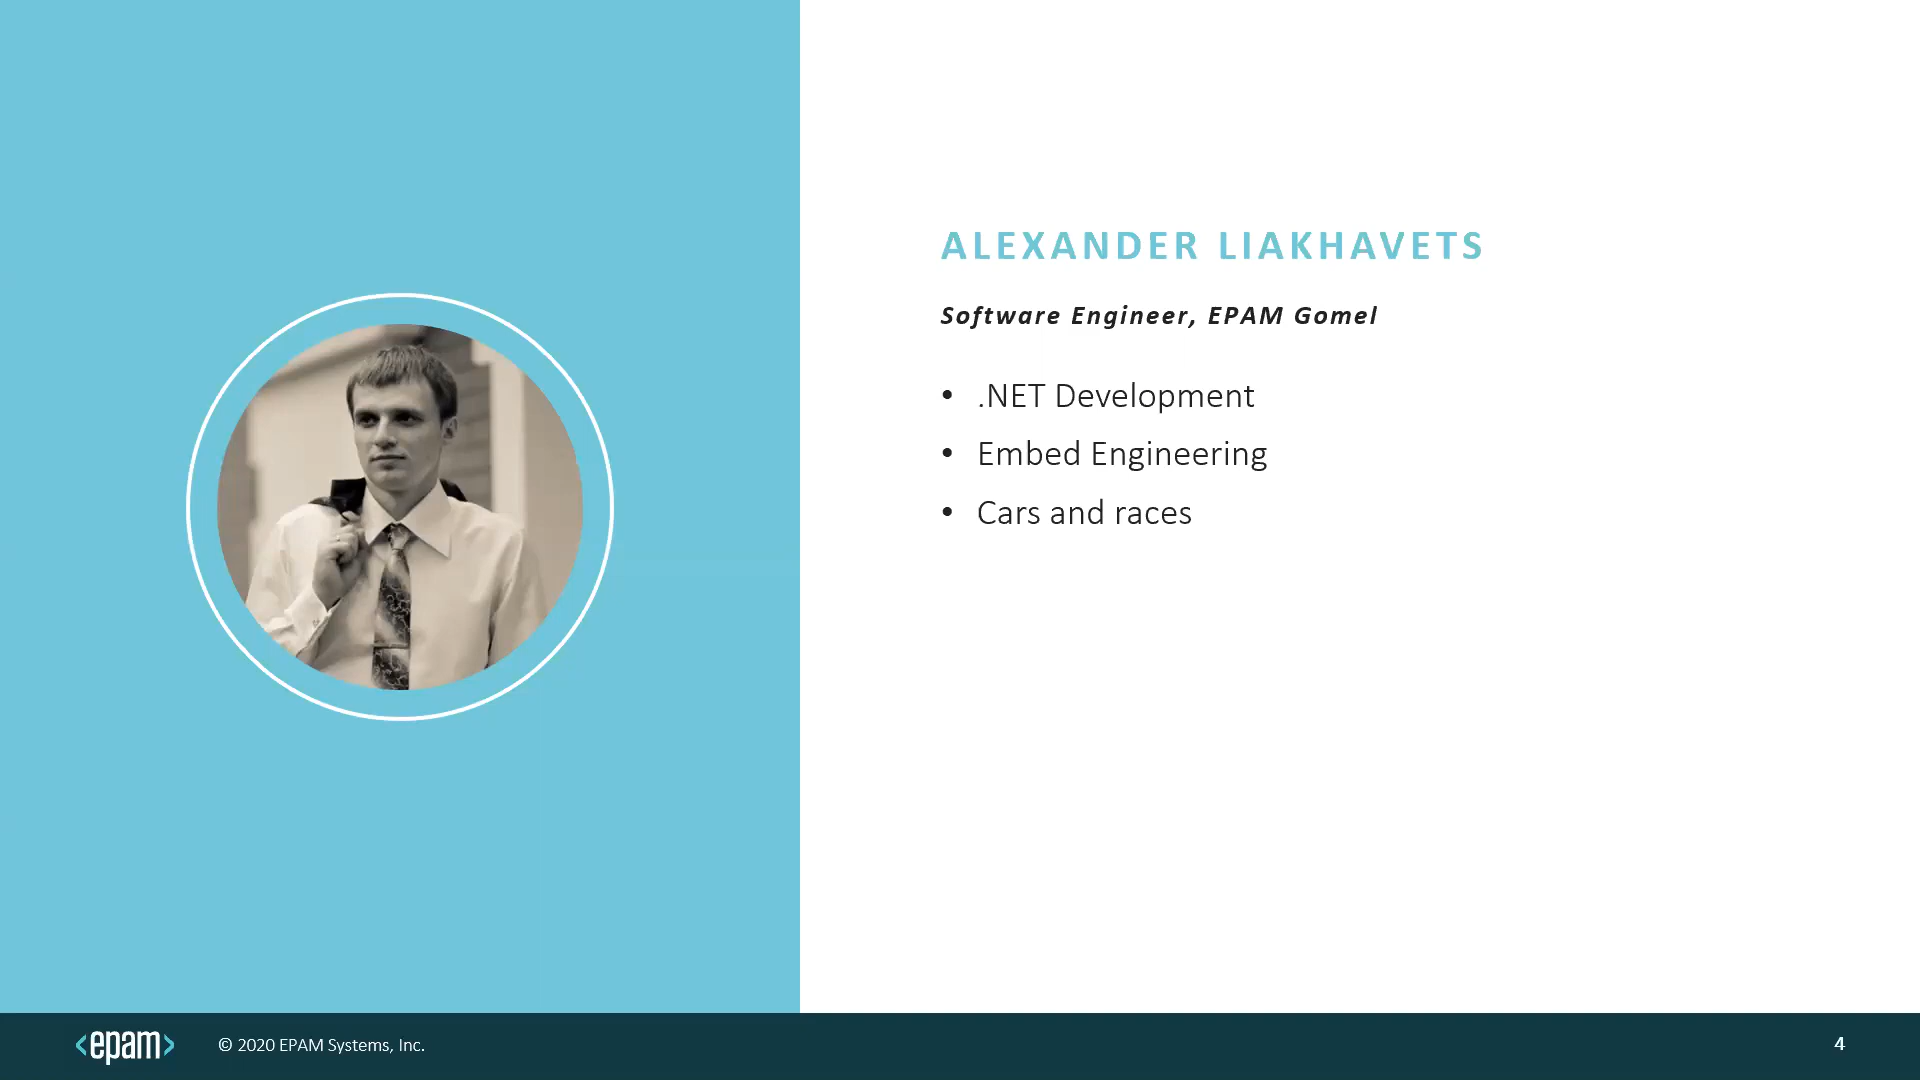 ALEXANDER LIAKHAVETS
Software Engineer, EPAM Gomel
• .NET Development
• Embed Engineering
• Cars and races
<epam> © 2020 EPAM Systems, Inc. 4